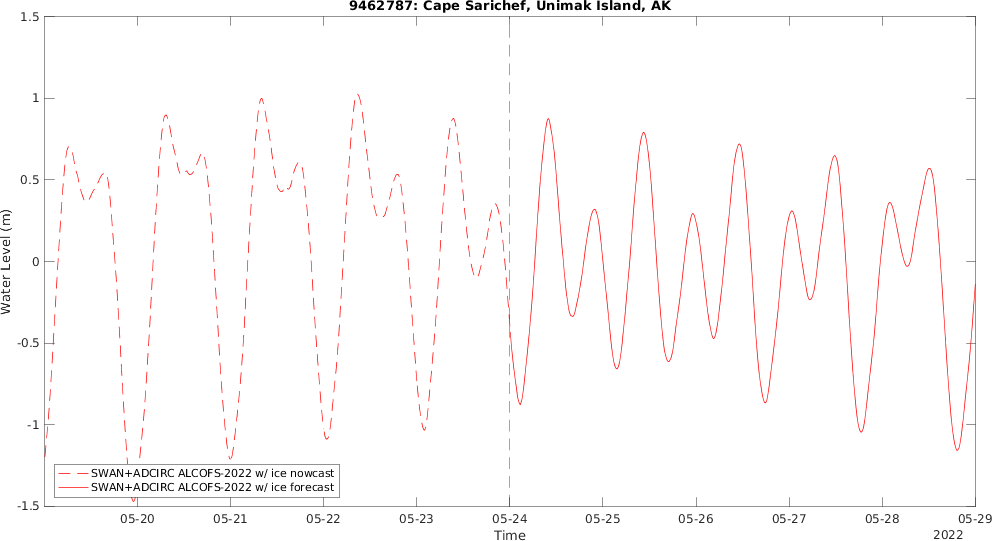 9462787: Cape Sarichef, Unimak Island, AK
1.5
1
0.5
0
-0.5
-1
-1.5
Water Level (m)
SWAN+ADCIRC ALCOFS-2022 w/ ice nowcast
SWAN+ADCIRC ALCOFS-2022 w/ ice forecast
05-20 05-21 05-22 05-23 05-24 05-25 05-26 05-27 05-28 05-29
Time
2022